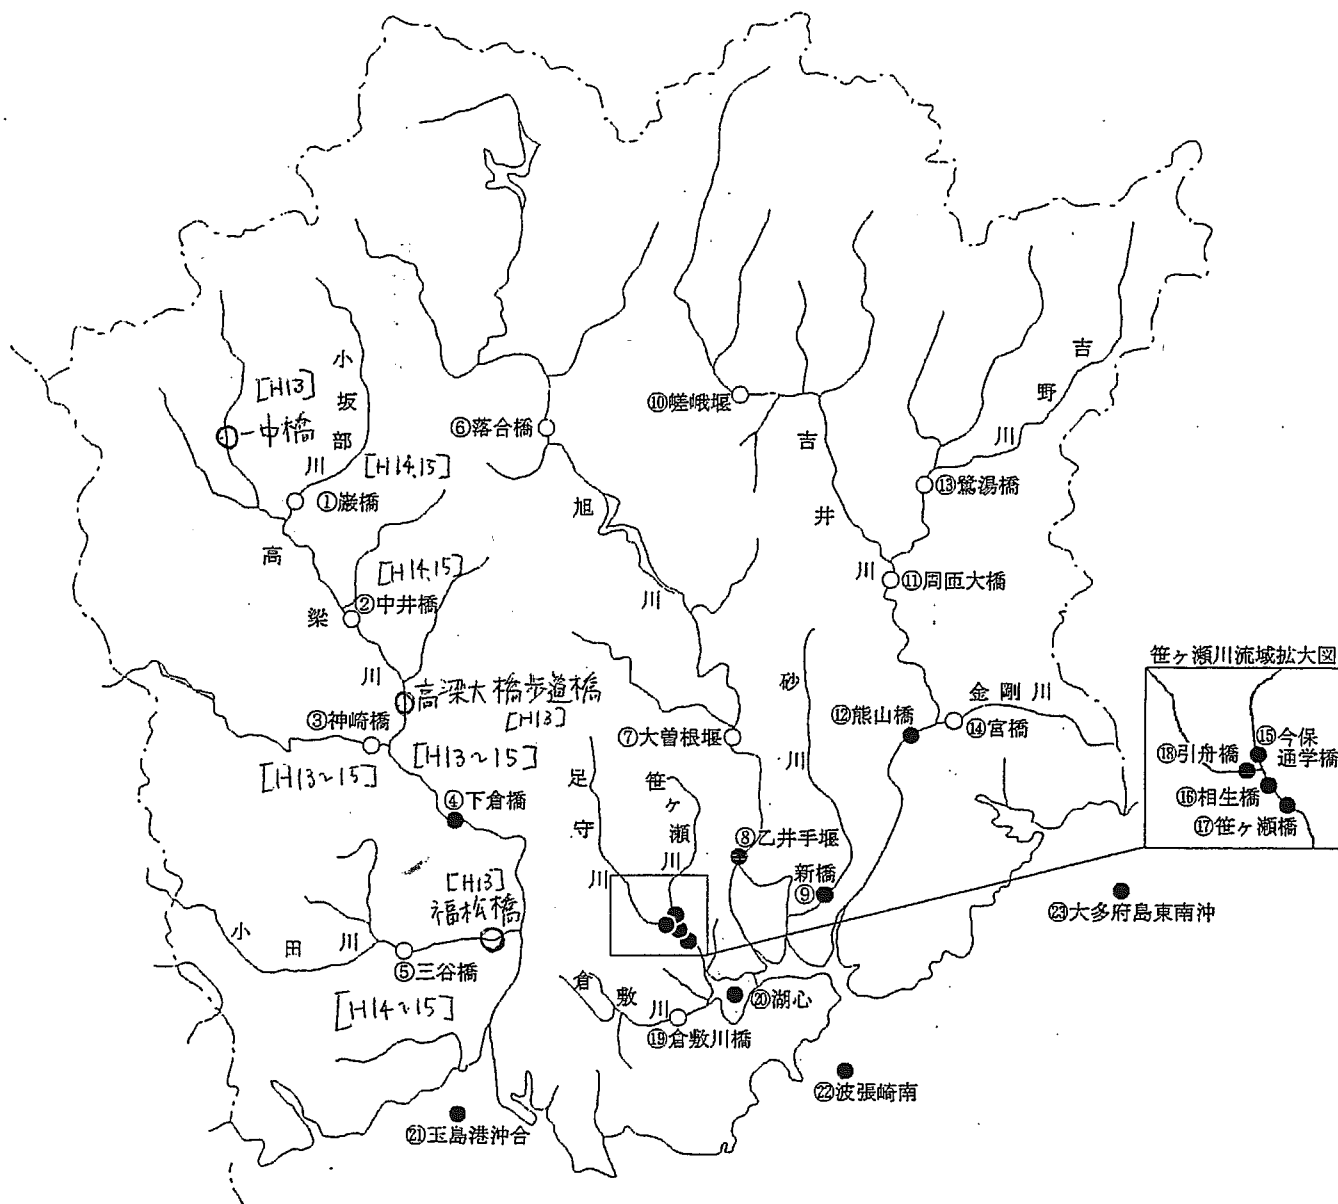 小坂部川
[H13]
一中橋
[H14,15]
①巌橋
高梁川
[H14,15]
②中井橋
高梁大橋歩道橋
[H13]
③神崎橋
[H13~15]
[H13~15]
④下倉橋
[H13]
福松橋
小田川
⑤三谷橋
[H14~15]
⑥落合橋
旭川
⑦大曽根堰
⑧乙井手堰
砂川
新橋
⑨
足守川
笹ヶ瀬川
倉敷川
⑲倉敷川橋
⑳湖心
⑩嵯峨堰
吉井川
吉野川
⑬鷺湯橋
⑪周匝大橋
⑫熊山橋
金剛川
⑭宮橋
笹ヶ瀬川流域拡大図
⑮今保
通学橋
⑱引舟橋
⑯相生橋
⑰笹ヶ瀬橋
㉓大多府島東南沖
㉒波張崎南
㉑玉島港沖合